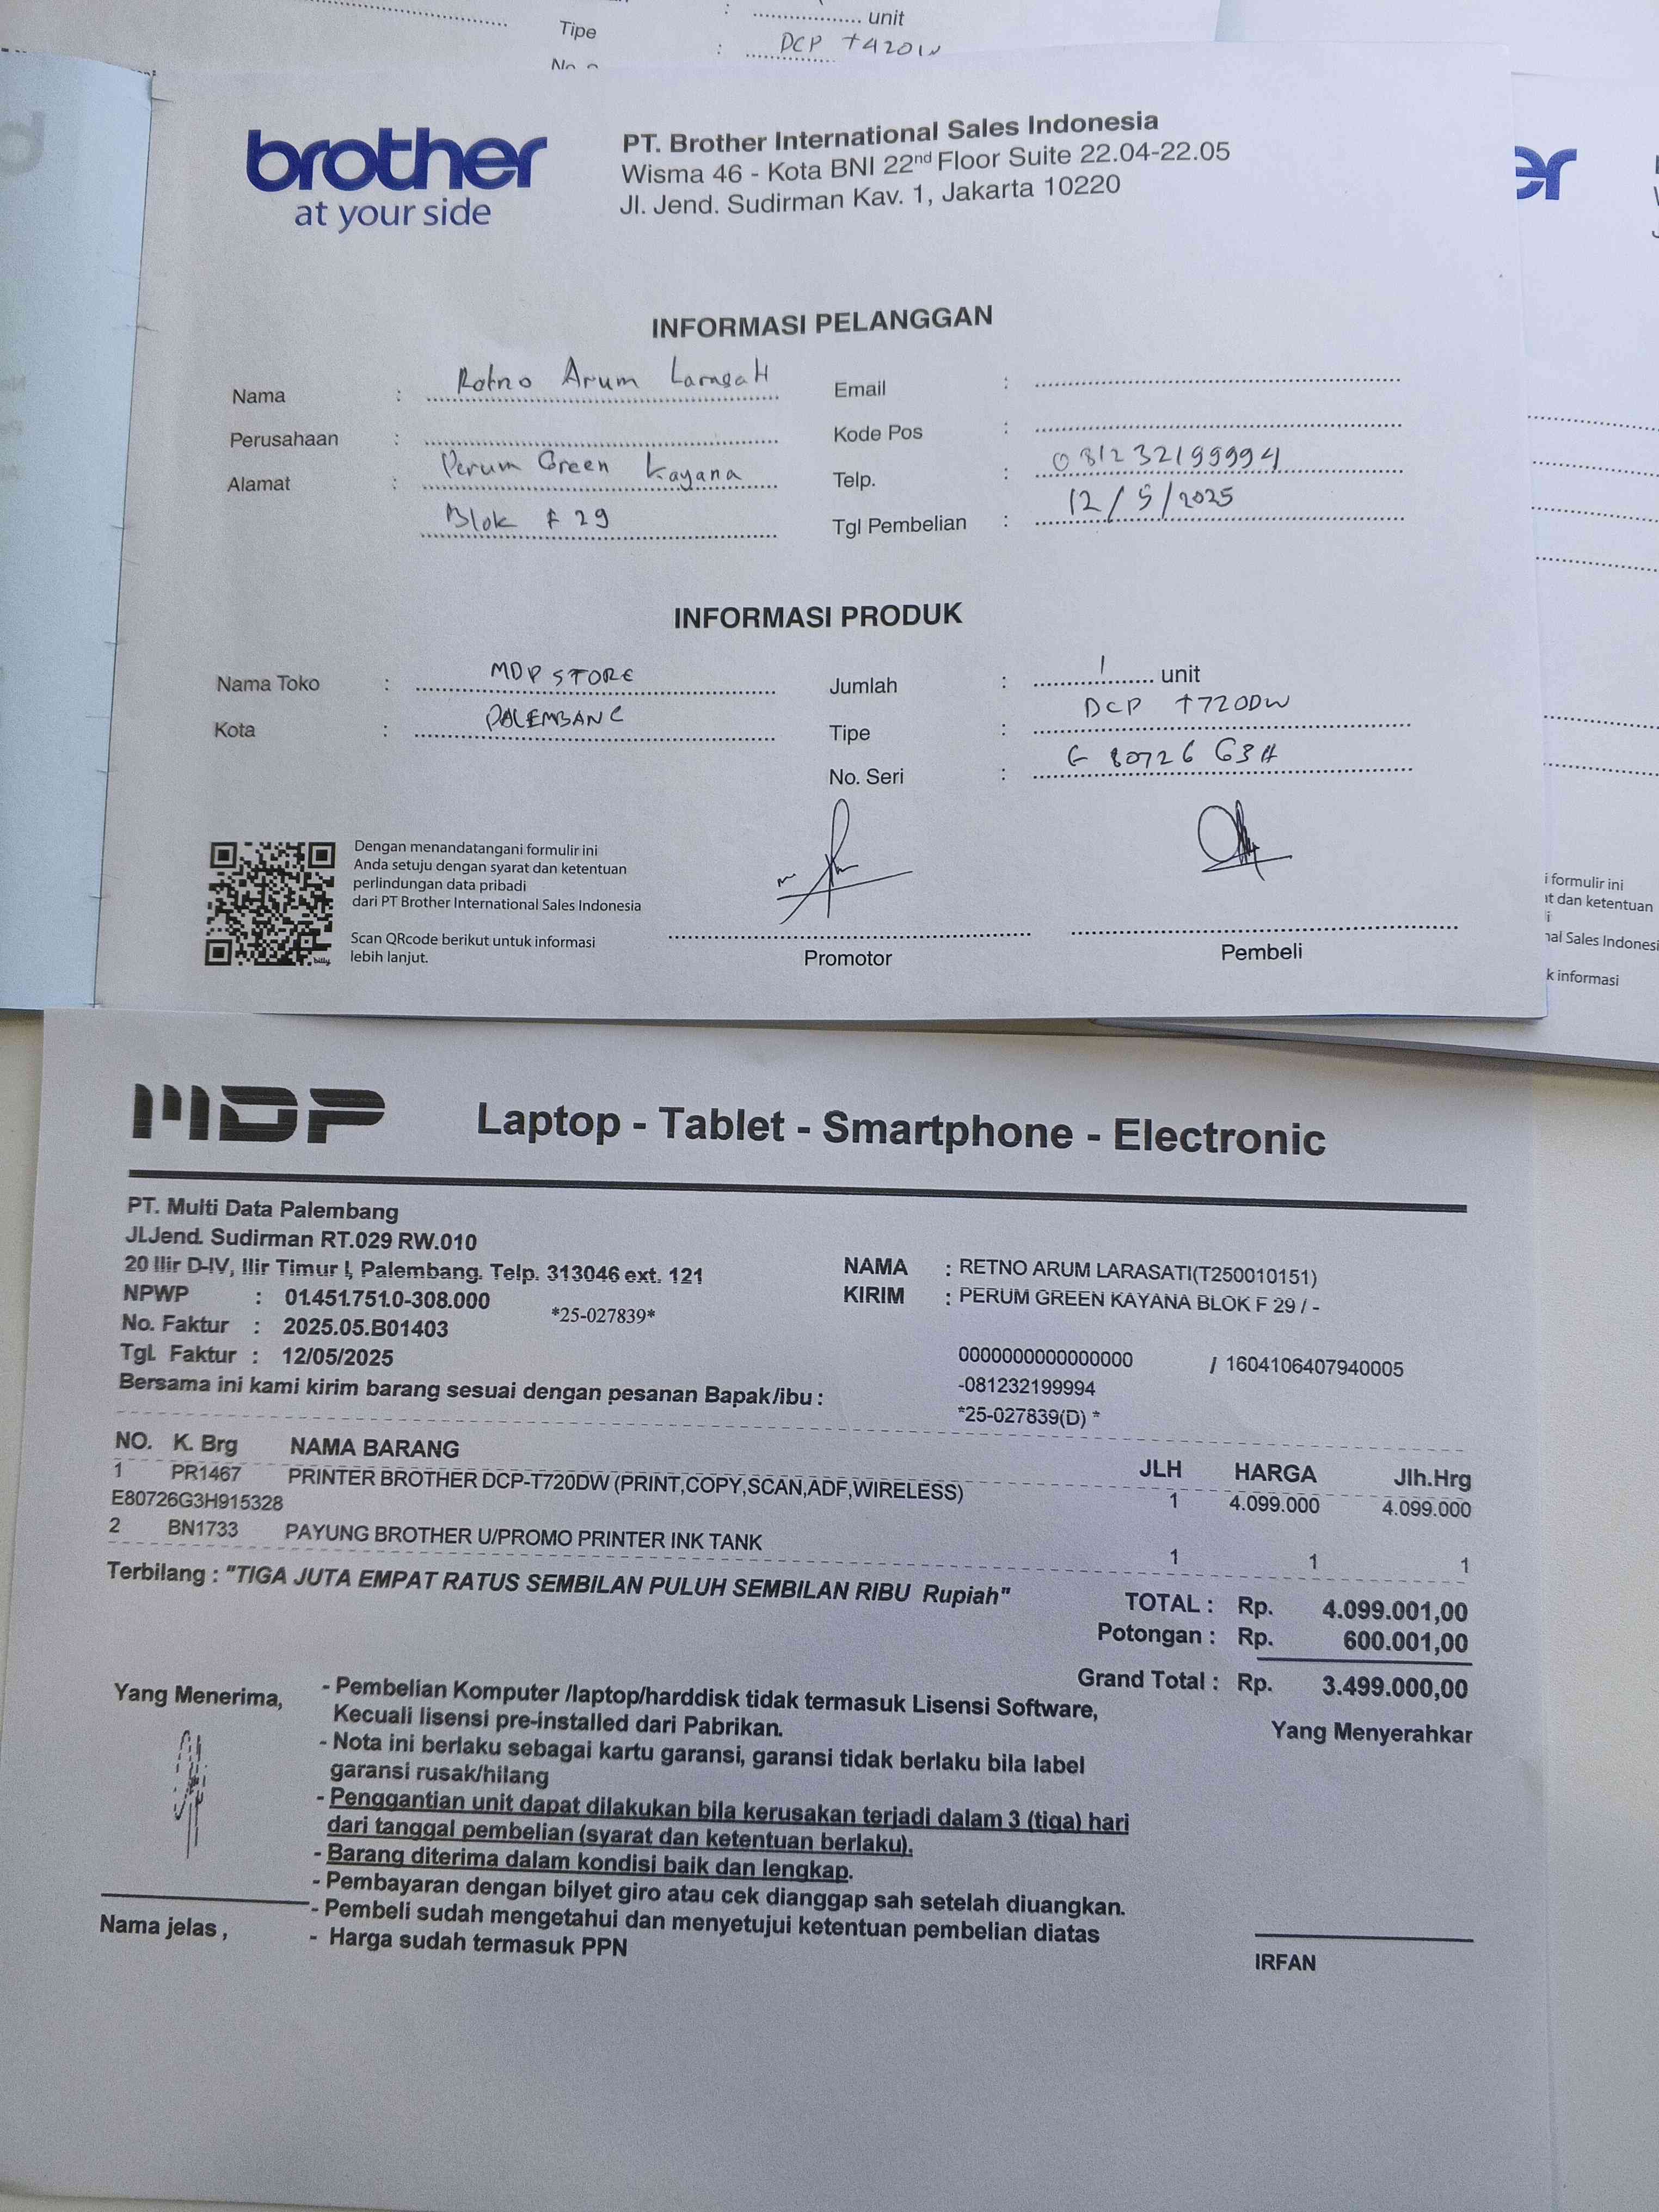 unit
Tipe
: DCP T420W
brother
at your side
PT. Brother International Sales Indonesia
Wisma 46 - Kota BNI 22nd Floor Suite 22.04-22.05
Jl. Jend. Sudirman Kav. 1, Jakarta 10220
INFORMASI PELANGGAN
Nama : Retno Arum Larasati
Perusahaan :
Alamat : Perum Green Kayana
Blok F 29
Email :
Kode Pos :
Telp. : 081232199994
Tgl Pembelian : 12/5/2025
INFORMASI PRODUK
Nama Toko : MDP STORE
Kota : PALEMBANG
Jumlah : 1 unit
Tipe : DCP T720DW
No. Seri : E 80726 G3H
Dengan menandatangani formulir ini
Anda setuju dengan syarat dan ketentuan
perlindungan data pribadi
dari PT Brother International Sales Indonesia
Scan QRcode berikut untuk informasi
lebih lanjut.
Promotor
Pembeli
er
i formulir ini
at dan ketentuan
nal Sales Indonesi
k informasi
MDP
Laptop - Tablet - Smartphone - Electronic
PT. Multi Data Palembang
Jl.Jend. Sudirman RT.029 RW.010
20 Ilir D-IV, Ilir Timur I, Palembang. Telp. 313046 ext. 121
NPWP : 01.451.751.0-308.000
*25-027839*
No. Faktur : 2025.05.B01403
Tgl. Faktur : 12/05/2025
Bersama ini kami kirim barang sesuai dengan pesanan Bapak/ibu :
NAMA : RETNO ARUM LARASATI(T250010151)
KIRIM : PERUM GREEN KAYANA BLOK F 29 / -
0000000000000000 / 1604106407940005
-081232199994
*25-027839(D) *
NO. K. Brg NAMA BARANG JLH HARGA Jlh.Hrg
1 PR1467 PRINTER BROTHER DCP-T720DW (PRINT,COPY,SCAN,ADF,WIRELESS) 1 4.099.000 4.099.000
E80726G3H915328
2 BN1733 PAYUNG BROTHER U/PROMO PRINTER INK TANK 1 1 1
Terbilang : "TIGA JUTA EMPAT RATUS SEMBILAN PULUH SEMBILAN RIBU Rupiah"
TOTAL : Rp. 4.099.001,00
Potongan : Rp. 600.001,00
Grand Total : Rp. 3.499.000,00
Yang Menerima,
- Pembelian Komputer /laptop/harddisk tidak termasuk Lisensi Software,
Kecuali lisensi pre-installed dari Pabrikan.
- Nota ini berlaku sebagai kartu garansi, garansi tidak berlaku bila label
garansi rusak/hilang
- Penggantian unit dapat dilakukan bila kerusakan terjadi dalam 3 (tiga) hari
dari tanggal pembelian (syarat dan ketentuan berlaku).
- Barang diterima dalam kondisi baik dan lengkap.
- Pembayaran dengan bilyet giro atau cek dianggap sah setelah diuangkan.
- Pembeli sudah mengetahui dan menyetujui ketentuan pembelian diatas
- Harga sudah termasuk PPN
Yang Menyerahkar
Nama jelas ,
IRFAN